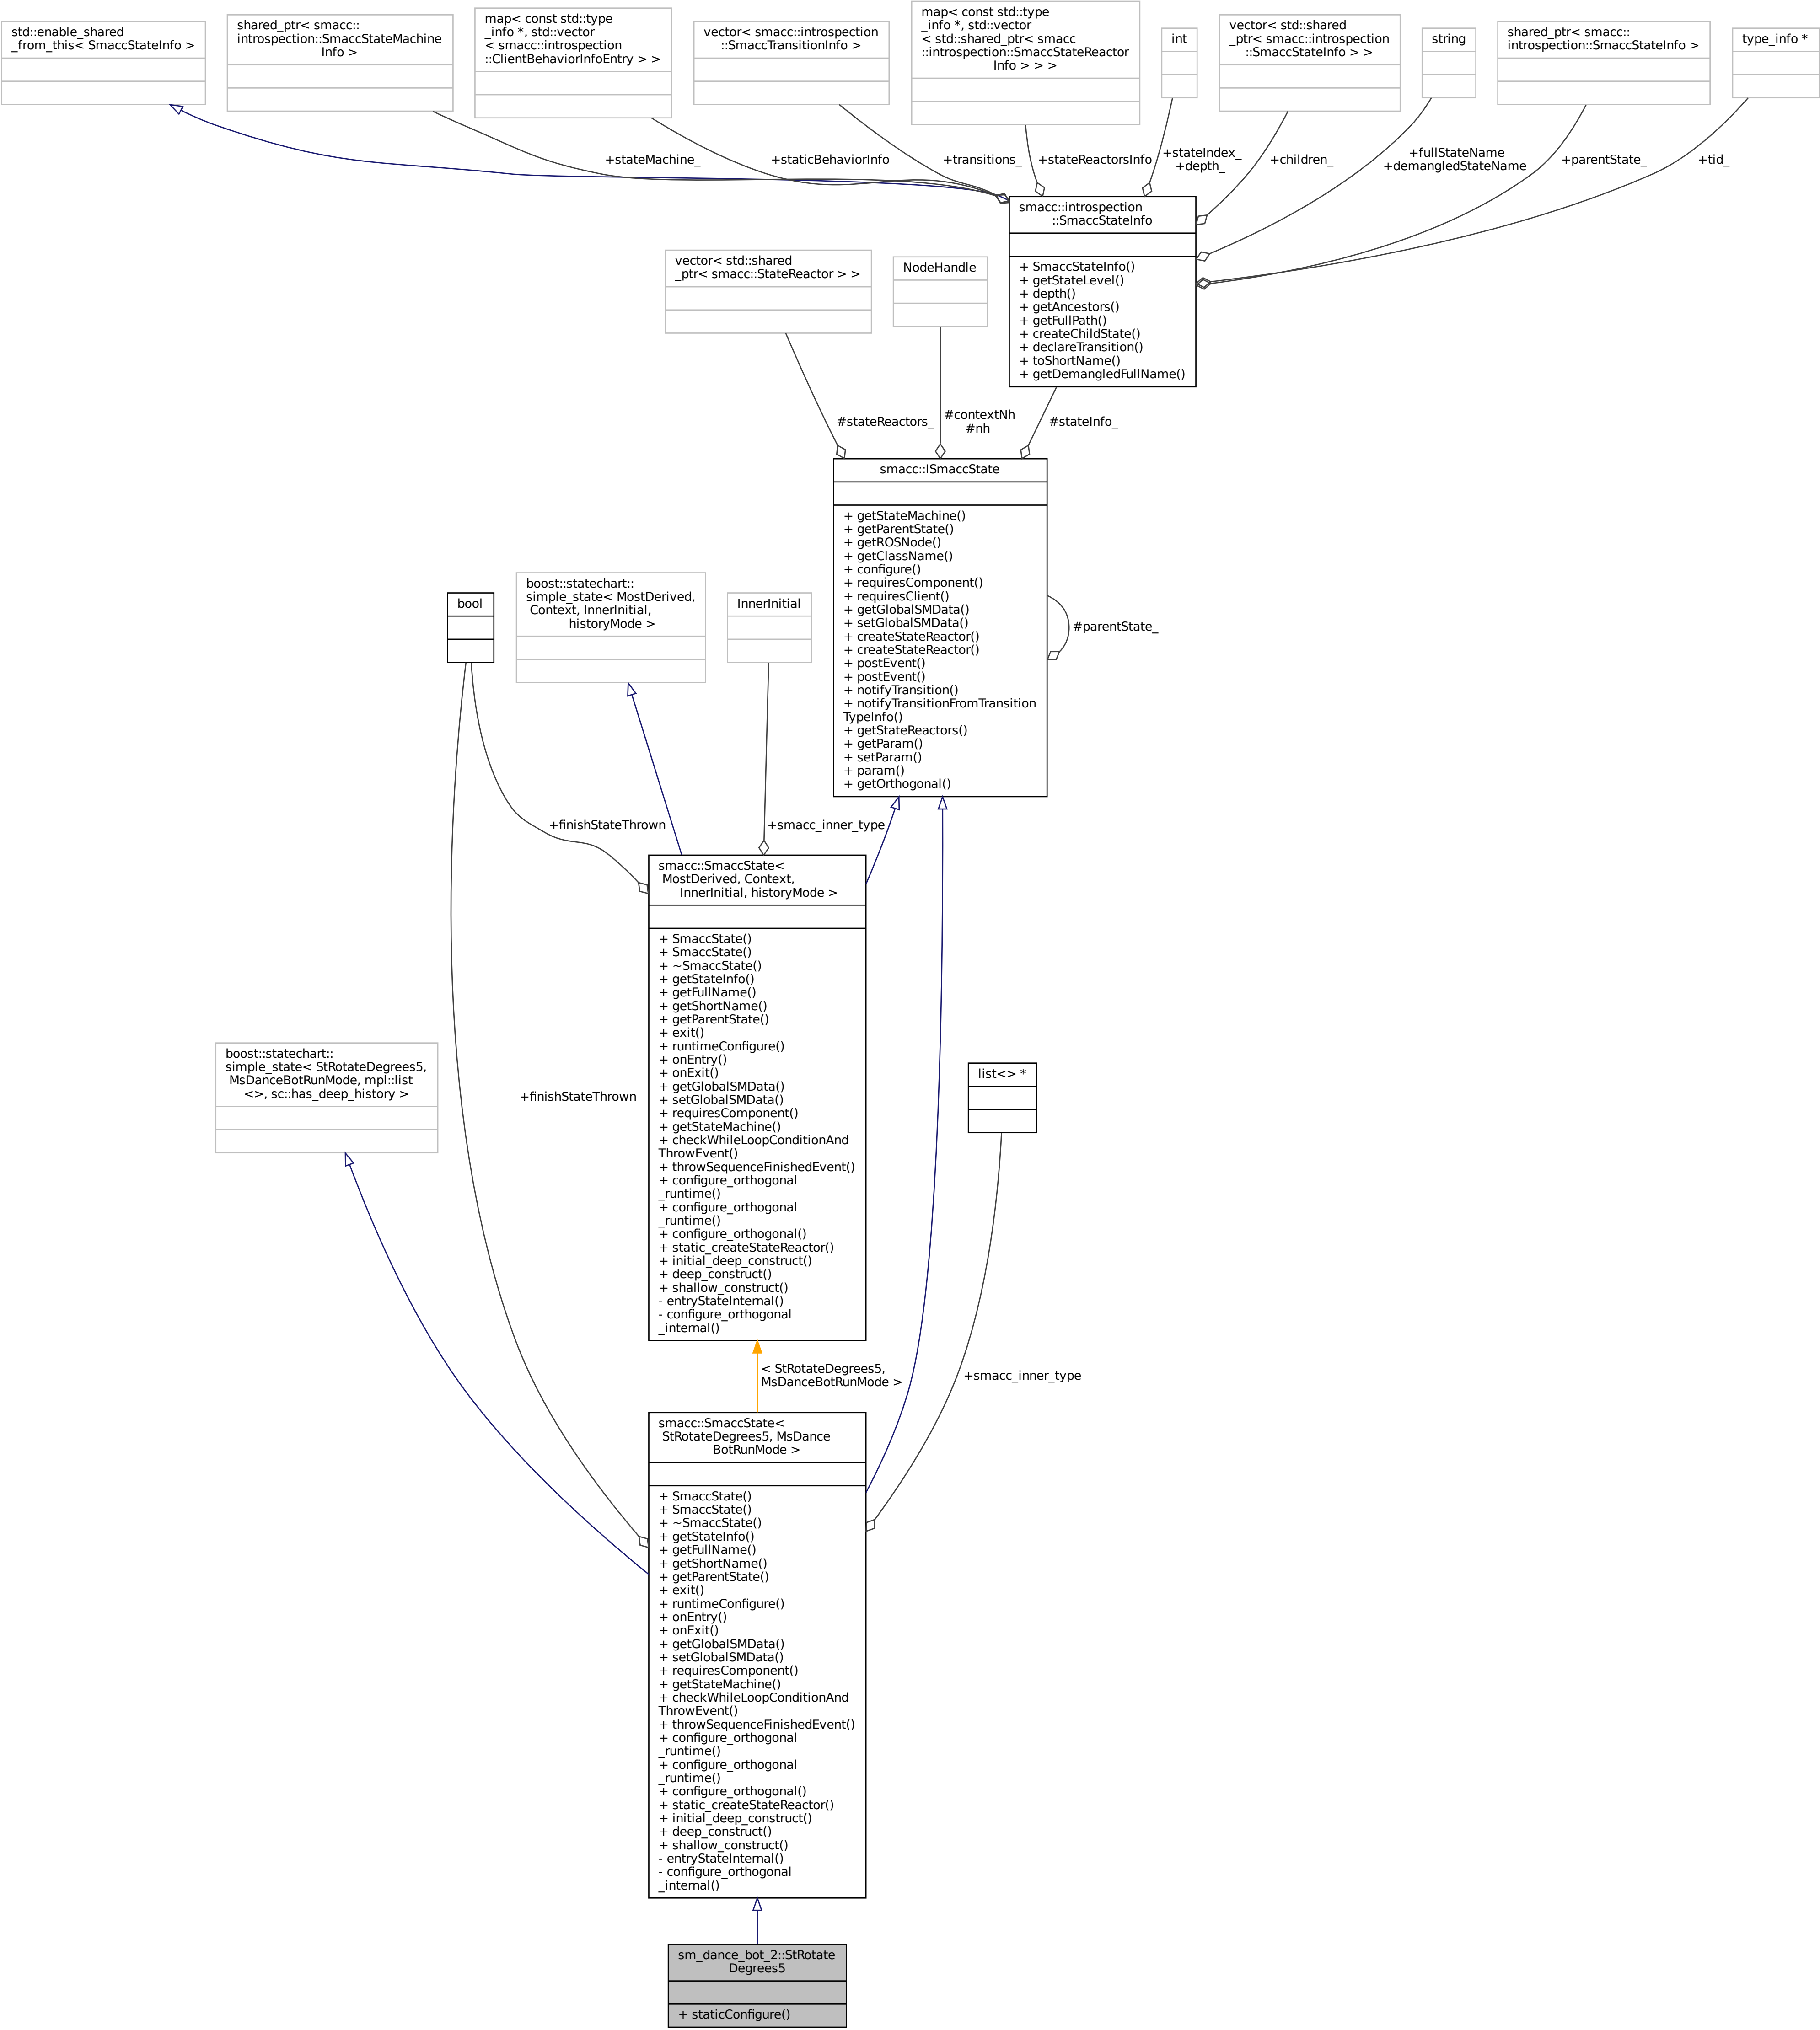 std::enable_shared
_from_this< SmaccStateInfo >
shared_ptr< smacc::
introspection::SmaccStateMachine
Info >
map< const std::type
_info *, std::vector
< smacc::introspection
::ClientBehaviorInfoEntry > >
vector< smacc::introspection
::SmaccTransitionInfo >
map< const std::type
_info *, std::vector
< std::shared_ptr< smacc
::introspection::SmaccStateReactor
Info > > >
int
vector< std::shared
_ptr< smacc::introspection
::SmaccStateInfo > >
string
shared_ptr< smacc::
introspection::SmaccStateInfo >
type_info *
+stateMachine_
+staticBehaviorInfo
+transitions_
+stateReactorsInfo
+stateIndex_
+depth_
+children_
+fullStateName
+demangledStateName
+parentState_
+tid_
smacc::introspection
::SmaccStateInfo
+ SmaccStateInfo()
+ getStateLevel()
+ depth()
+ getAncestors()
+ getFullPath()
+ createChildState()
+ declareTransition()
+ toShortName()
+ getDemangledFullName()
vector< std::shared
_ptr< smacc::StateReactor > >
NodeHandle
#stateReactors_
#contextNh
#nh
#stateInfo_
smacc::ISmaccState
+ getStateMachine()
+ getParentState()
+ getROSNode()
+ getClassName()
+ configure()
+ requiresComponent()
+ requiresClient()
+ getGlobalSMData()
+ setGlobalSMData()
+ createStateReactor()
+ createStateReactor()
+ postEvent()
+ postEvent()
+ notifyTransition()
+ notifyTransitionFromTransition
TypeInfo()
+ getStateReactors()
+ getParam()
+ setParam()
+ param()
+ getOrthogonal()
#parentState_
bool
boost::statechart::
simple_state< MostDerived,
Context, InnerInitial,
historyMode >
InnerInitial
+finishStateThrown
+smacc_inner_type
smacc::SmaccState<
MostDerived, Context,
InnerInitial, historyMode >
+ SmaccState()
+ SmaccState()
+ ~SmaccState()
+ getStateInfo()
+ getFullName()
+ getShortName()
+ getParentState()
+ exit()
+ runtimeConfigure()
+ onEntry()
+ onExit()
+ getGlobalSMData()
+ setGlobalSMData()
+ requiresComponent()
+ getStateMachine()
+ checkWhileLoopConditionAnd
ThrowEvent()
+ throwSequenceFinishedEvent()
+ configure_orthogonal
_runtime()
+ configure_orthogonal
_runtime()
+ configure_orthogonal()
+ static_createStateReactor()
+ initial_deep_construct()
+ deep_construct()
+ shallow_construct()
- entryStateInternal()
- configure_orthogonal
_internal()
boost::statechart::
simple_state< StRotateDegrees5,
MsDanceBotRunMode, mpl::list
<>, sc::has_deep_history >
+finishStateThrown
list<> *
< StRotateDegrees5,
MsDanceBotRunMode >
+smacc_inner_type
smacc::SmaccState<
StRotateDegrees5, MsDance
BotRunMode >
+ SmaccState()
+ SmaccState()
+ ~SmaccState()
+ getStateInfo()
+ getFullName()
+ getShortName()
+ getParentState()
+ exit()
+ runtimeConfigure()
+ onEntry()
+ onExit()
+ getGlobalSMData()
+ setGlobalSMData()
+ requiresComponent()
+ getStateMachine()
+ checkWhileLoopConditionAnd
ThrowEvent()
+ throwSequenceFinishedEvent()
+ configure_orthogonal
_runtime()
+ configure_orthogonal
_runtime()
+ configure_orthogonal()
+ static_createStateReactor()
+ initial_deep_construct()
+ deep_construct()
+ shallow_construct()
- entryStateInternal()
- configure_orthogonal
_internal()
sm_dance_bot_2::StRotate
Degrees5
+ staticConfigure()